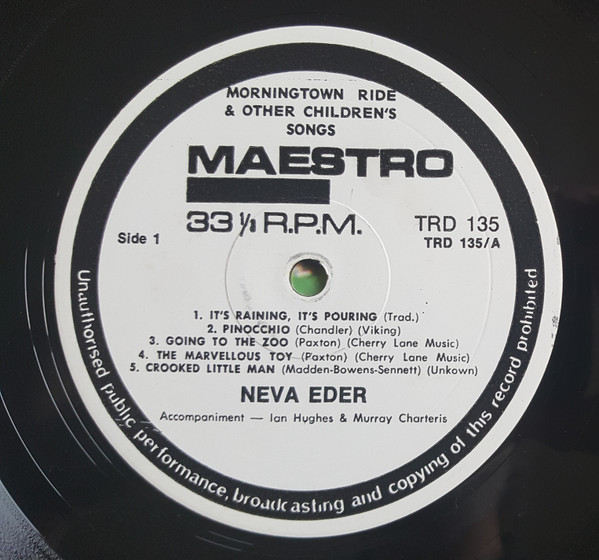 MORNINGTOWN RIDE
& OTHER CHILDREN'S
SONGS
MAESTRO
33⅓ R.P.M.
Side 1
TRD 135
TRD 135/A
1. IT'S RAINING, IT'S POURING (Trad.)
2. PINOCCHIO (Chandler) (Viking)
3. GOING TO THE ZOO (Paxton) (Cherry Lane Music)
4. THE MARVELLOUS TOY (Paxton) (Cherry Lane Music)
5. CROOKED LITTLE MAN (Madden-Bowens-Sennett) (Unkown)
NEVA EDER
Accompaniment — Ian Hughes & Murray Charteris
Unauthorised public performance, broadcasting and copying of this record prohibited